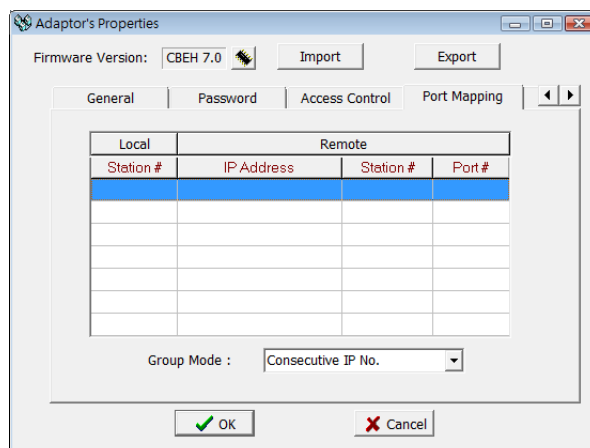 Adaptor's Properties
Firmware Version: CBEH 7.0 Import Export
General Password Access Control Port Mapping
Local Remote
Station # IP Address Station # Port #
Group Mode : Consecutive IP No.
OK Cancel